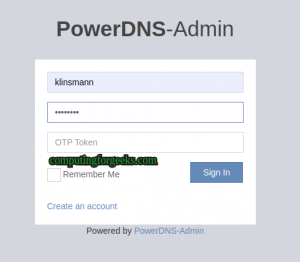 PowerDNS-Admin
klinsmann
••••••••
OTP Token
computingforgeeks.com
Remember Me
Sign In
Create an account
Powered by PowerDNS-Admin